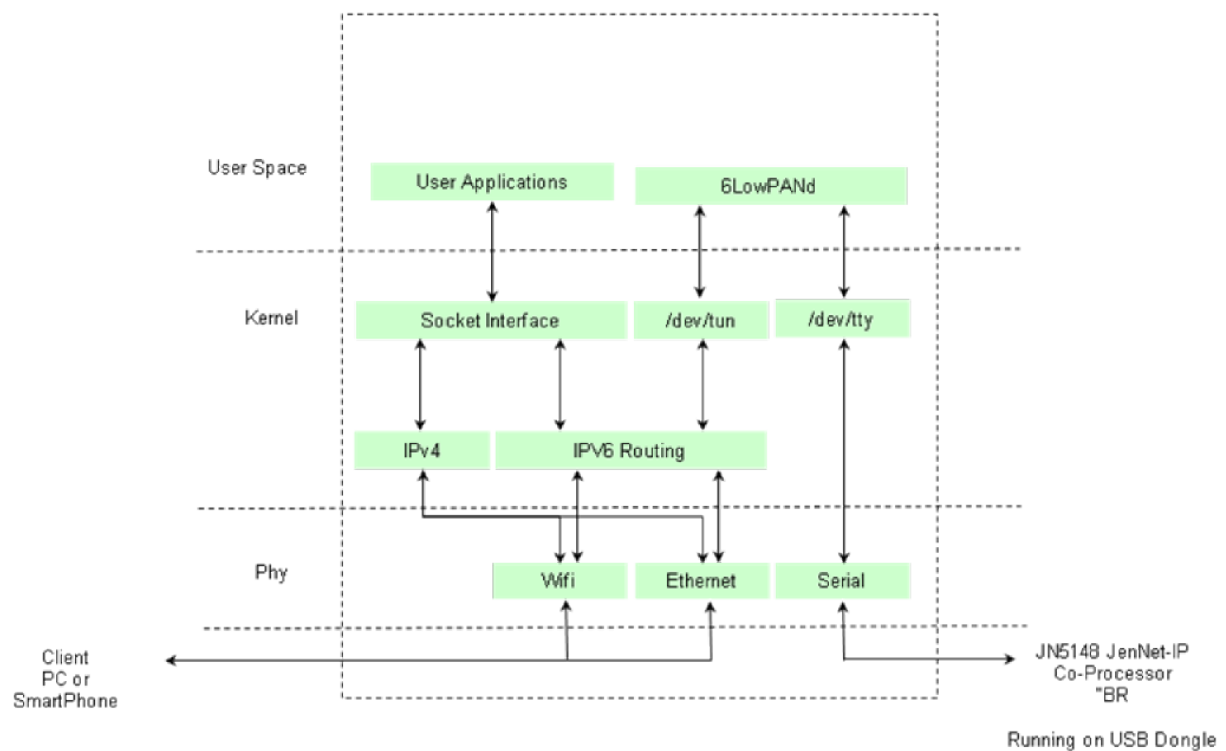 User Space
User Applications
6LowPANd
Kernel
Socket Interface
/dev/tun
/dev/tty
IPv4
IPV6 Routing
Phy
Wifi
Ethernet
Serial
Client
PC or
SmartPhone
JN5148 JenNet-IP
Co-Processor
"BR
Running on USB Dongle